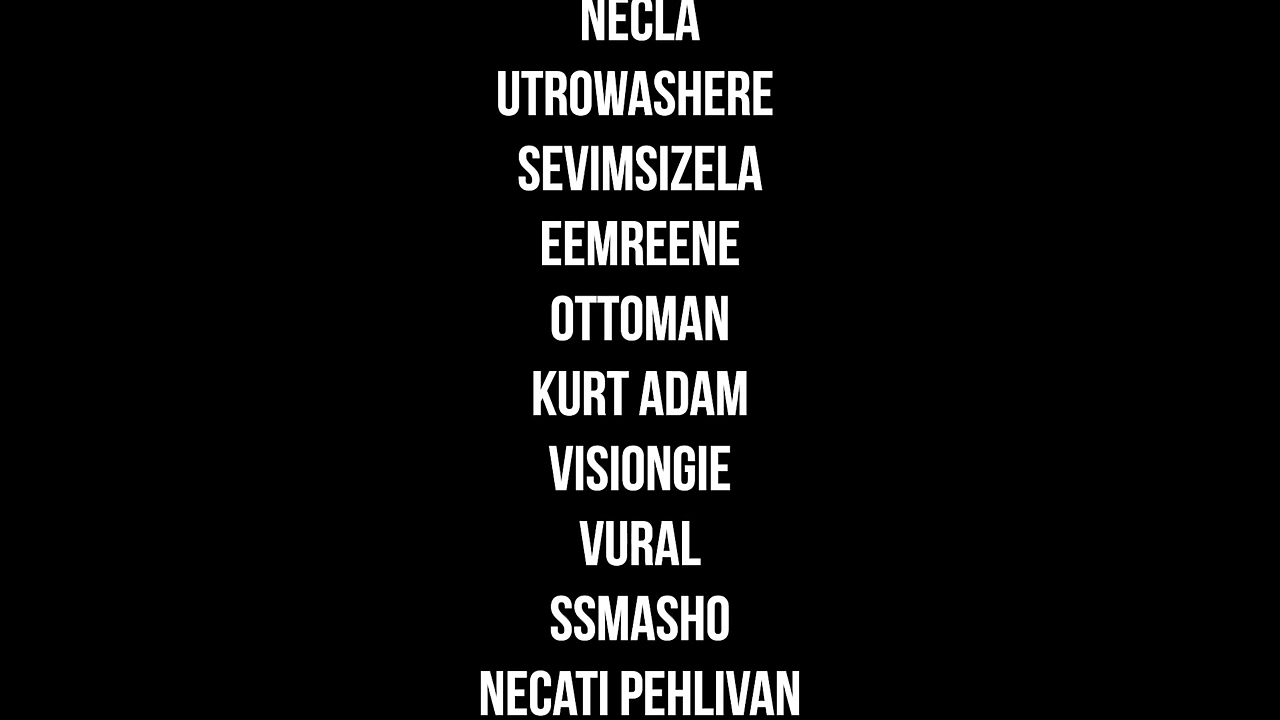 NECLA
UTROWASHERE
SEVIMSIZELA
EEMREENE
OTTOMAN
KURT ADAM
VISIONGIE
VURAL
SSMASHO
NECATI PEHLIVAN